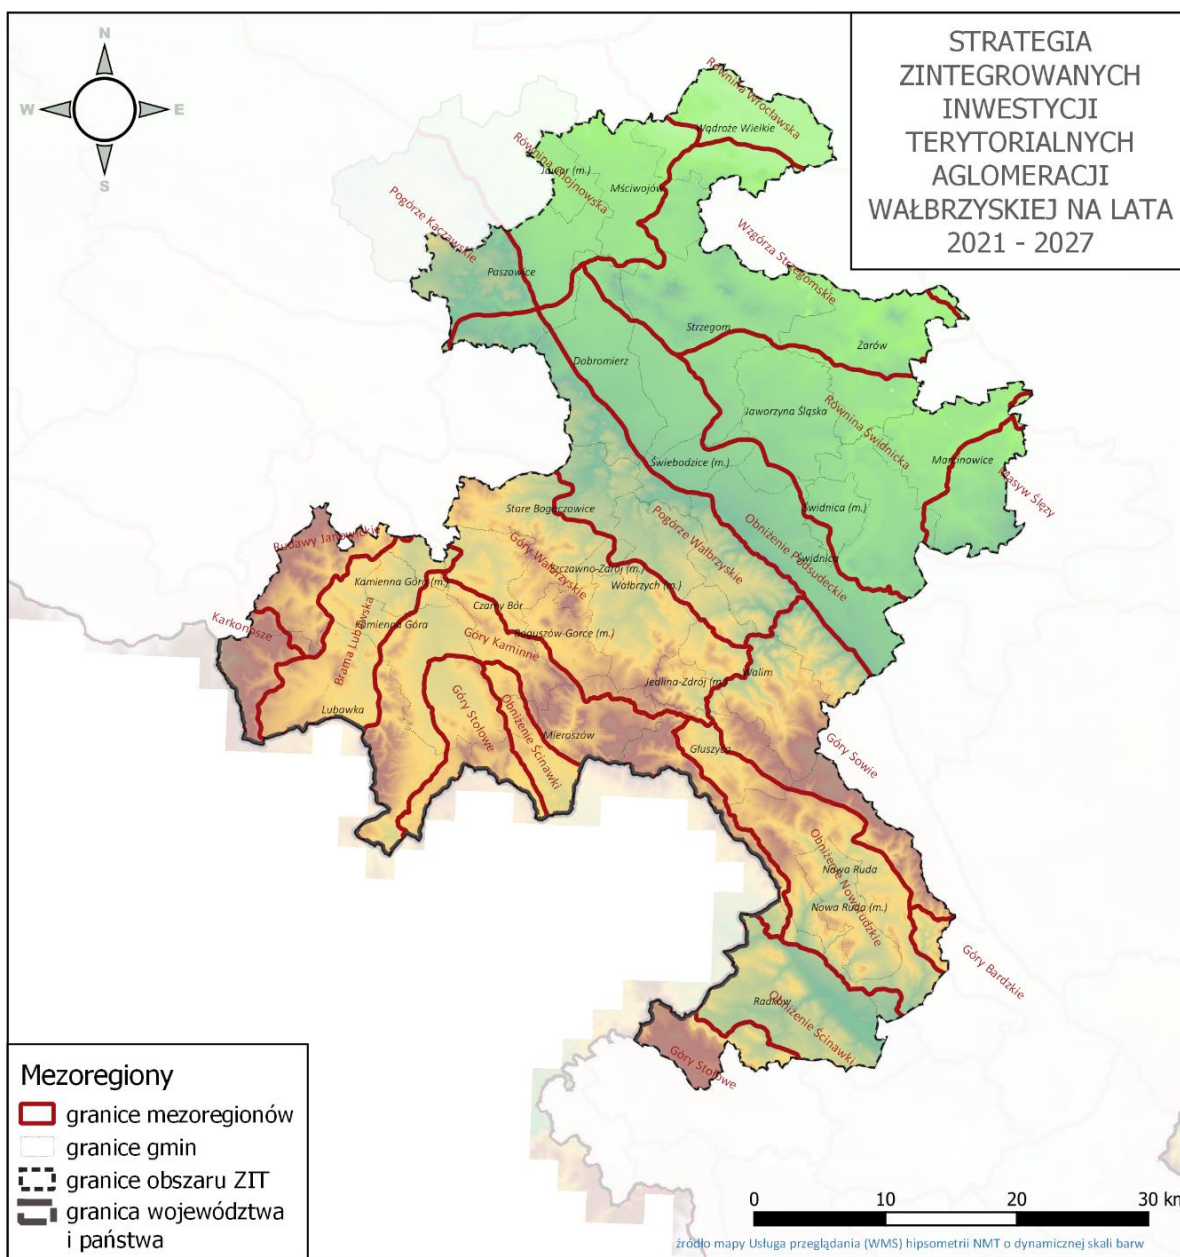 N
W
E
S
STRATEGIA
ZINTEGROWANYCH
INWESTYCJI
TERYTORIALNYCH
AGLOMERACJI
WAŁBRZYSKIEJ NA LATA
2021 - 2027
Równina Wrocławska
Wądroże Wielkie
Równina Chojnowska
Jawor (m.)
Mściwojów
Pogórze Kaczawskie
Wzgórza Strzegomskie
Paszowice
Strzegom
Żarów
Dobromierz
Jaworzyna Śląska
Równina Świdnicka
Marcinowice
Masyw Ślęzy
Świebodzice (m.)
Stare Bogaczowice
Pogórze Wałbrzyskie
Obniżenie Podsudeckie
Świdnica (m.)
Świdnica
Rudawy Janowickie
Góry Wałbrzyskie
Szczawno-Zdrój (m.)
Wałbrzych (m.)
Kamienna Góra (m.)
Czarny Bór
Karkonosze
Brama Lubawska
Kamienna Góra
Góry Kaminne
Boguszów-Gorce (m.)
Jedlina-Zdrój (m.)
Walim
Lubawka
Góry Stołowe
Obniżenie Ścinawki
Mieroszów
Głuszyca
Góry Sowie
Obniżenie Noworudzkie
Nowa Ruda
Nowa Ruda (m.)
Góry Bardzkie
Radków
Obniżenie Ścinawki
Góry Stołowe
Mezoregiony
granice mezoregionów
granice gmin
granice obszaru ZIT
granica województwa
i państwa
0 10 20 30 km
źródło mapy Usługa przeglądania (WMS) hipsometrii NMT o dynamicznej skali barw